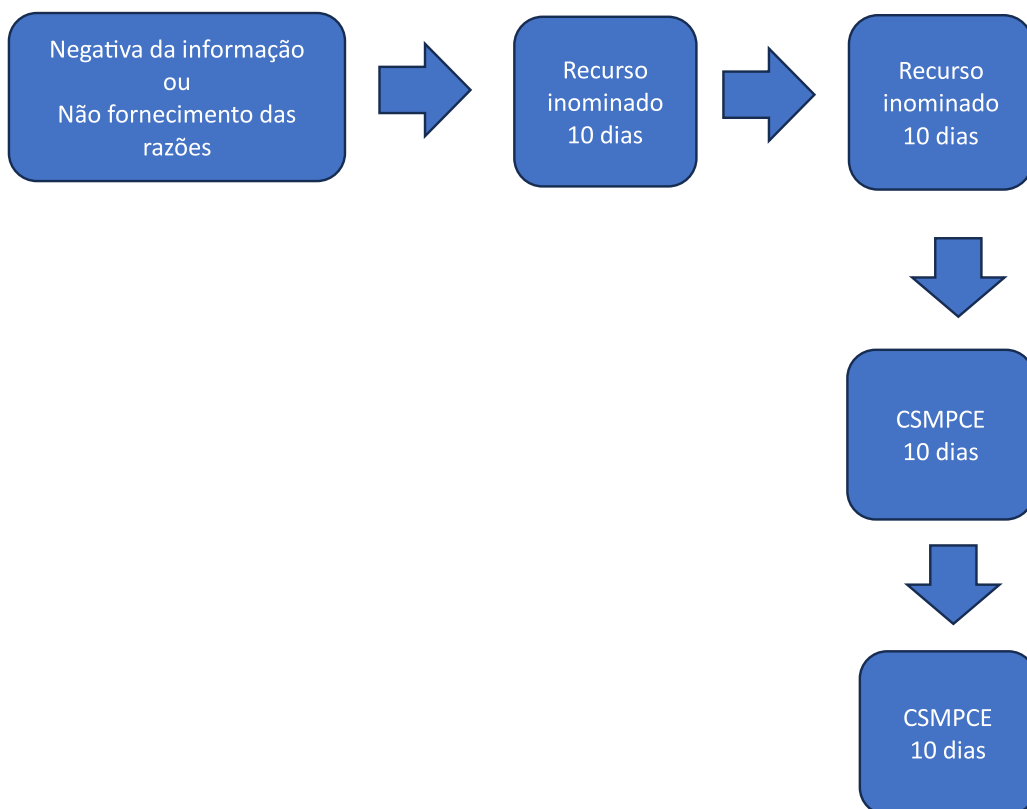 Negativa da informação
ou
Não fornecimento das
razões
Recurso
inominado
10 dias
Recurso
inominado
10 dias
CSMPCE
10 dias
CSMPCE
10 dias